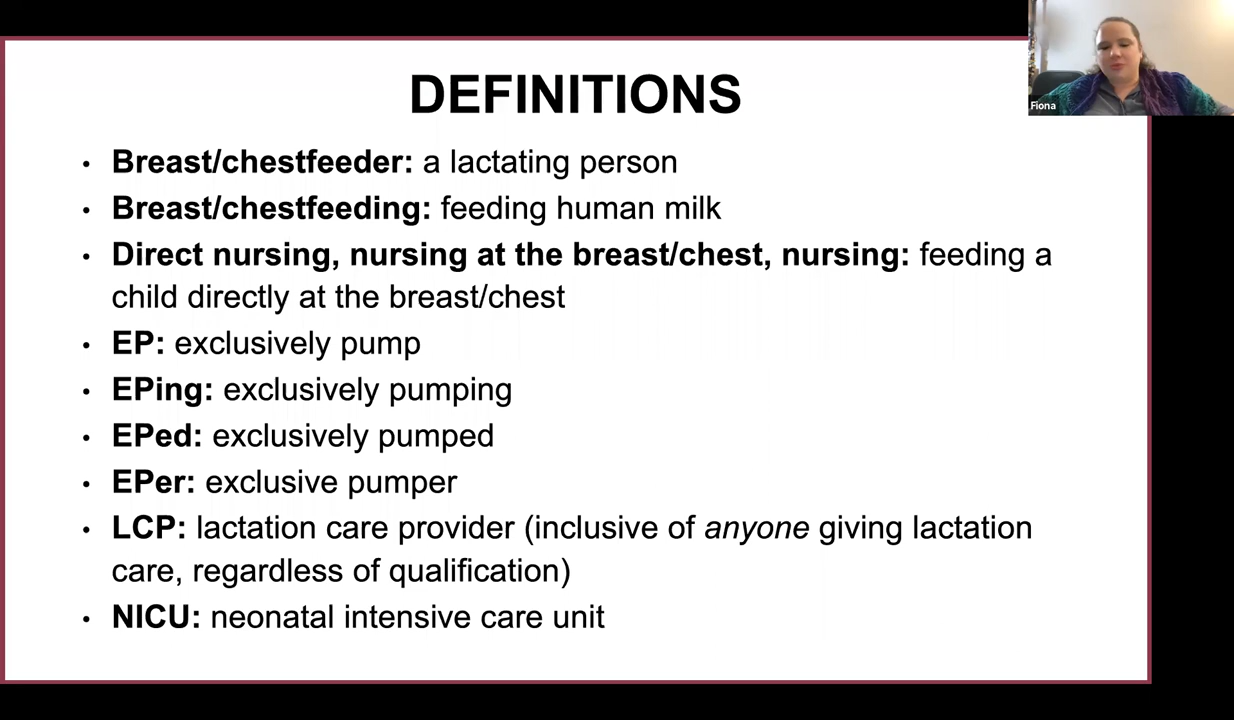 DEFINITIONS
Fiona
• Breast/chestfeeder: a lactating person
• Breast/chestfeeding: feeding human milk
• Direct nursing, nursing at the breast/chest, nursing: feeding a
child directly at the breast/chest
• EP: exclusively pump
• EPing: exclusively pumping
• EPed: exclusively pumped
• EPer: exclusive pumper
• LCP: lactation care provider (inclusive of anyone giving lactation
care, regardless of qualification)
• NICU: neonatal intensive care unit